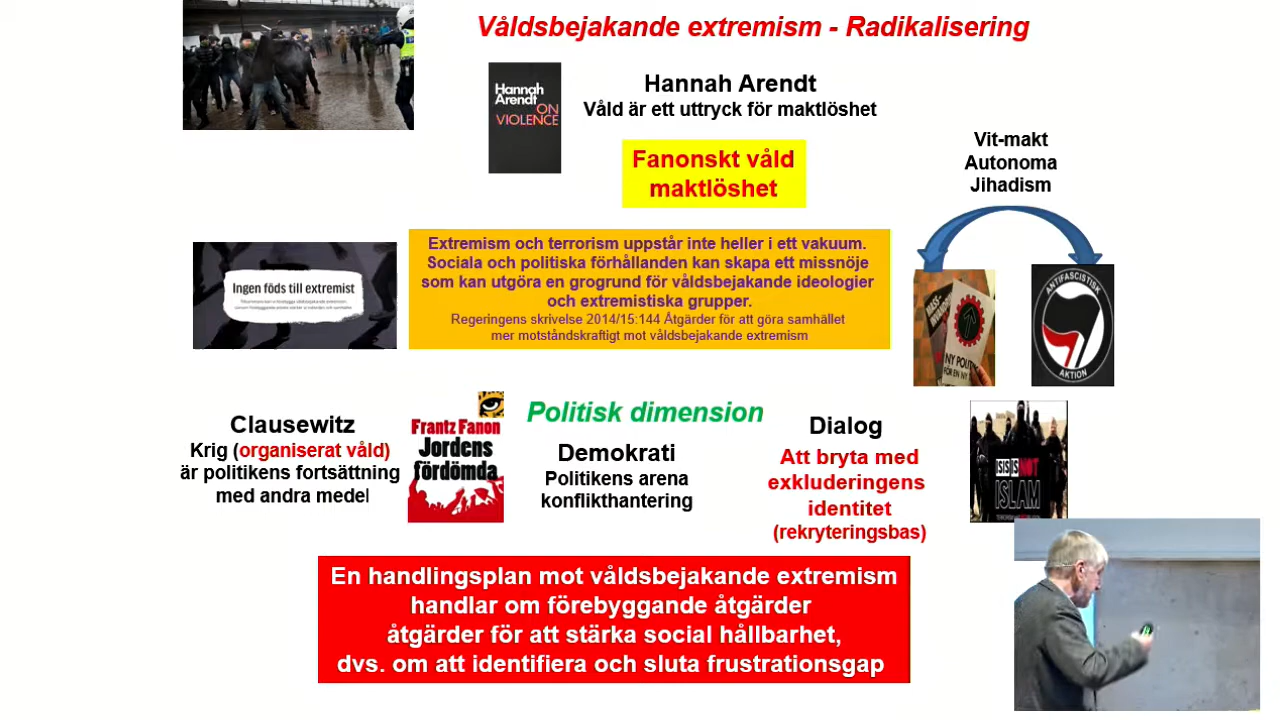 Våldsbejakande extremism - Radikalisering
Hannah
Arendt
ON
VIOLENCE
Hannah Arendt
Våld är ett uttryck för maktlöshet
Fanonskt våld
maktlöshet
Vit-makt
Autonoma
Jihadism
Ingen föds till extremist
Extremism och terrorism uppstår inte heller i ett vakuum.
Sociala och politiska förhållanden kan skapa ett missnöje
som kan utgöra en grogrund för våldsbejakande ideologier
och extremistiska grupper.
Regeringens skrivelse 2014/15:144 Åtgärder för att göra samhället
mer motståndskraftigt mot våldsbejakande extremism
NY POLITIK
FÖR EN NY
ANTIFASCISTISK
AKTION
Clausewitz
Krig (organiserat våld)
är politikens fortsättning
med andra medel
Frantz Fanon
Jordens
fördömda
Politisk dimension
Demokrati
Politikens arena
konflikthantering
Dialog
Att bryta med
exkluderingens
identitet
(rekryteringsbas)
ISIS IS NOT
ISLAM
En handlingsplan mot våldsbejakande extremism
handlar om förebyggande åtgärder
åtgärder för att stärka social hållbarhet,
dvs. om att identifiera och sluta frustrationsgap